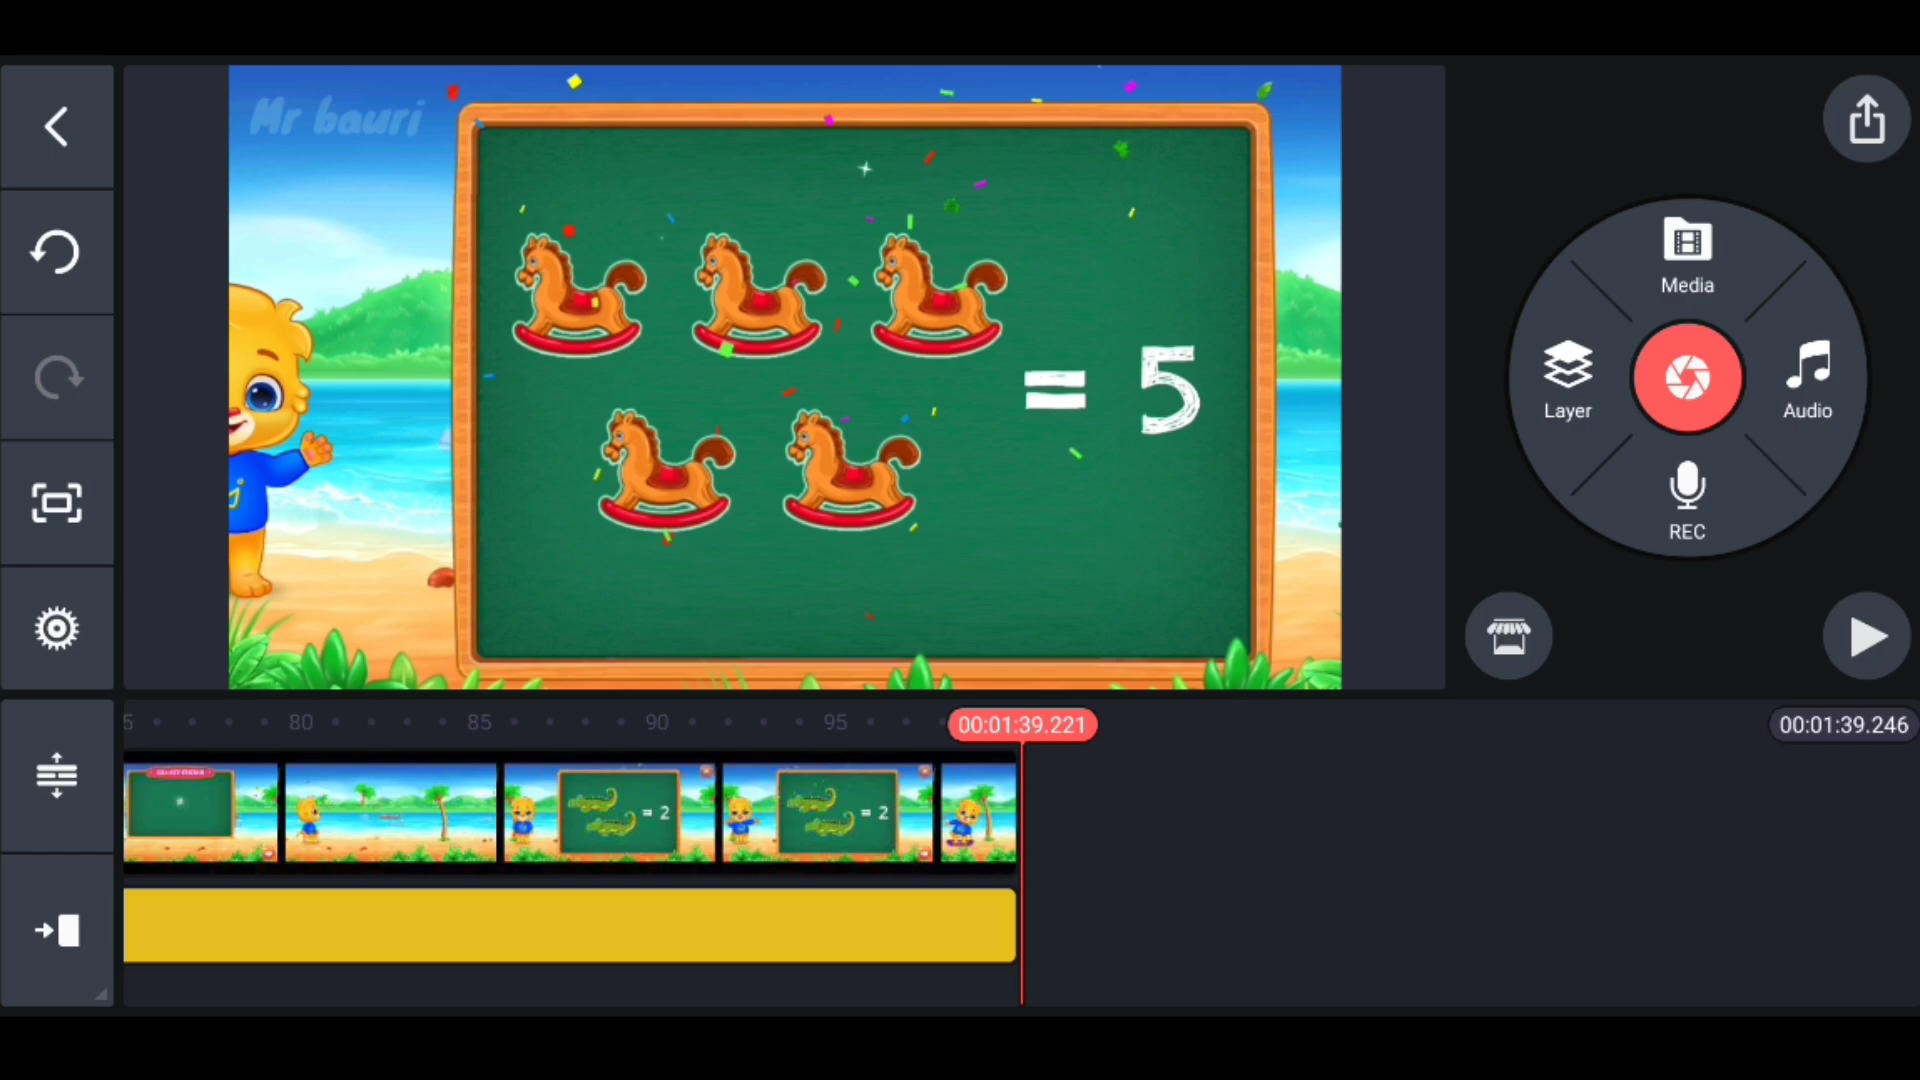 Mr bauri
= 5
Media
Layer
Audio
REC
5
80
85
90
95
00:01:39.221
00:01:39.246
= 2
= 2